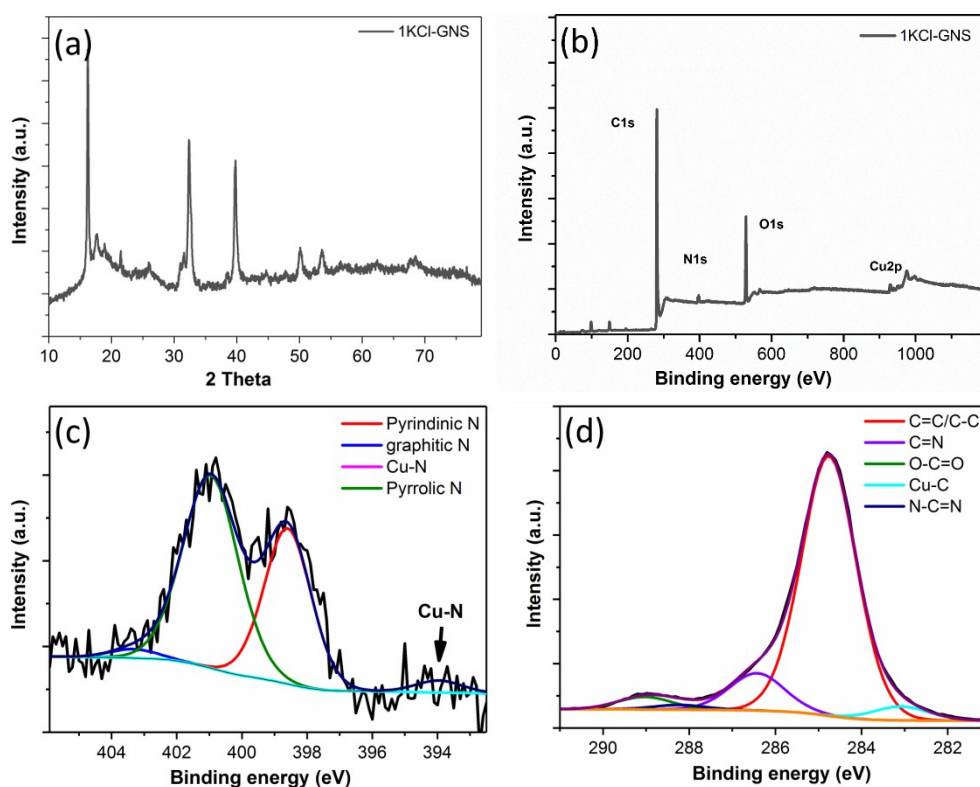 (a)
1KCl-GNS
Intensity (a.u.)
10 20 30 40 50 60 70
2 Theta
(b)
1KCl-GNS
C1s
N1s
O1s
Cu2p
Intensity (a.u.)
0 200 400 600 800 1000
Binding energy (eV)
(c)
Pyrindinic N
graphitic N
Cu-N
Pyrrolic N
Cu-N
Intensity (a.u.)
404 402 400 398 396 394
Binding energy (eV)
(d)
C=C/C-C
C=N
O-C=O
Cu-C
N-C=N
Intensity (a.u.)
290 288 286 284 282
Binding energy (eV)